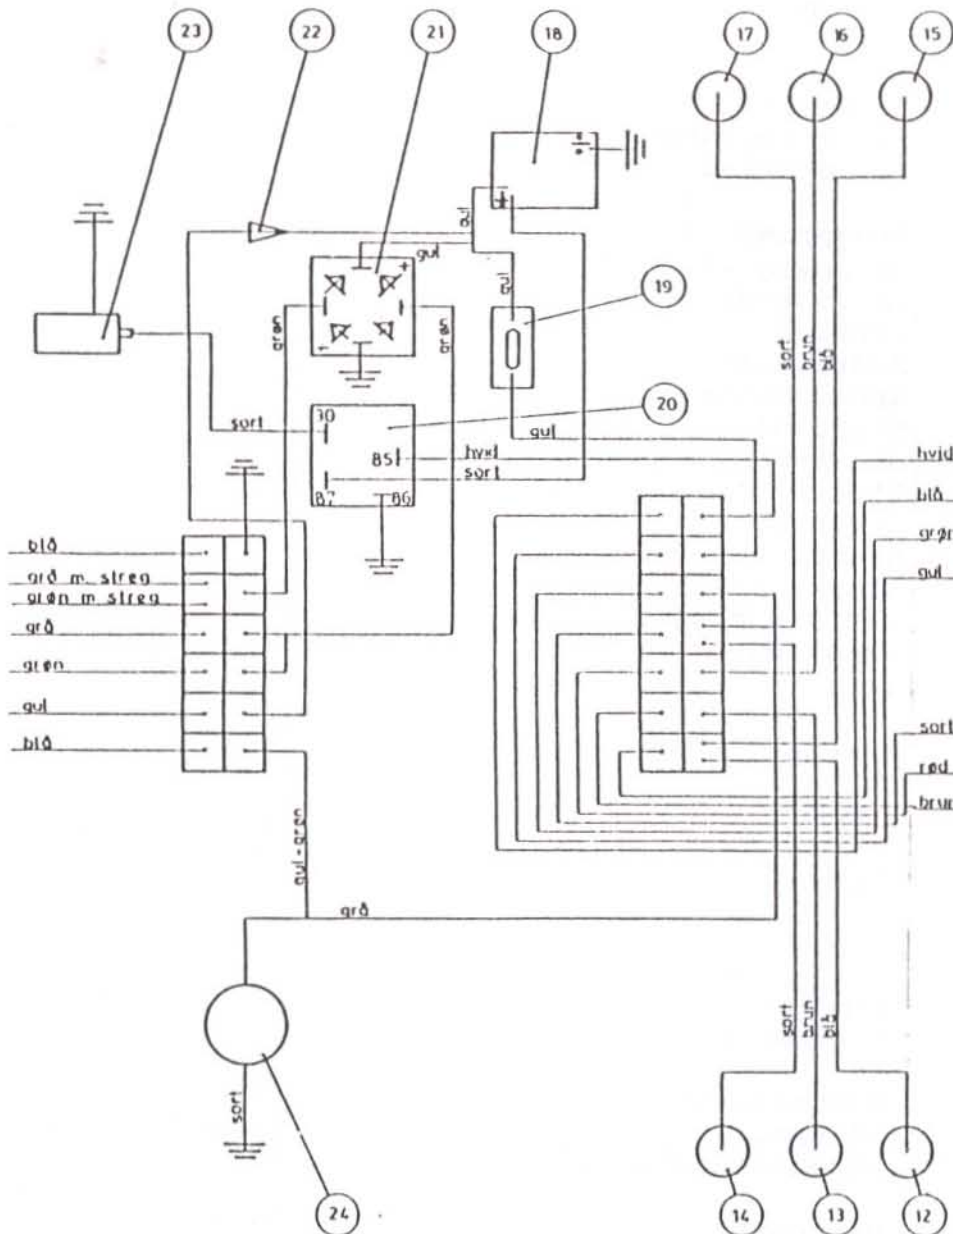 23
22
21
18
17
16
15
gul
gul
gul
19
grøn
grøn
+
-
sort
brun
blå
20
30
sort
gul
85
hvid
sort
87
86
hvid
blå
grøn
gul
blå
grå m. streg
grøn m streg
grå
grøn
gul
blå
sort
rød
brun
gul - grøn
grå
sort
brun
blå
sort
24
14
13
12